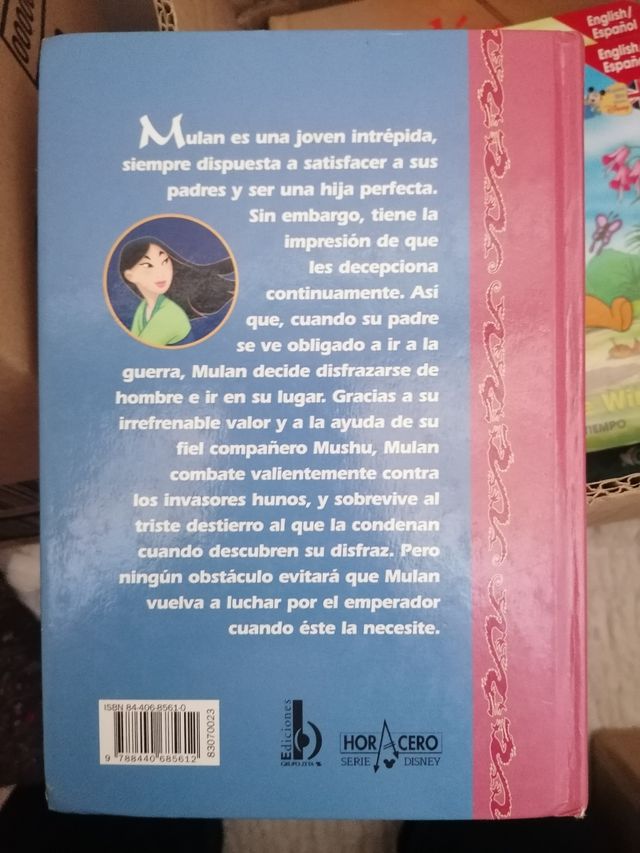 English/
Español
English
Españo
Mulan es una joven intrépida,
siempre dispuesta a satisfacer a sus
padres y ser una hija perfecta.
Sin embargo, tiene la
impresión de que
les decepciona
continuamente. Así
que, cuando su padre
se ve obligado a ir a la
guerra, Mulan decide disfrazarse de
hombre e ir en su lugar. Gracias a su
irrefrenable valor y a la ayuda de su
fiel compañero Mushu, Mulan
combate valientemente contra
los invasores hunos, y sobrevive al
triste destierro al que la condenan
cuando descubren su disfraz. Pero
ningún obstáculo evitará que Mulan
vuelva a luchar por el emperador
cuando éste la necesite.
ISBN 84-406-8561-0
9 788440 685612
83070023
Ediciones
b
GRUPO ZETA
HORA CERO
SERIE DISNEY
TIEMPO